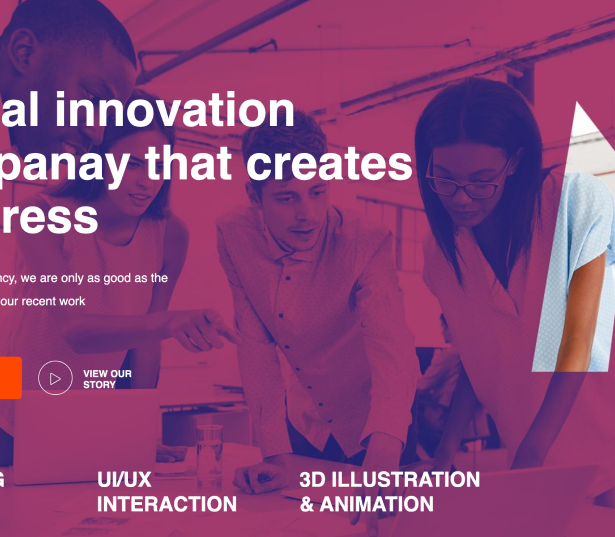 al innovation
panay that creates
ress
ncy, we are only as good as the
our recent work
VIEW OUR
STORY
G
UI/UX
INTERACTION
3D ILLUSTRATION
& ANIMATION